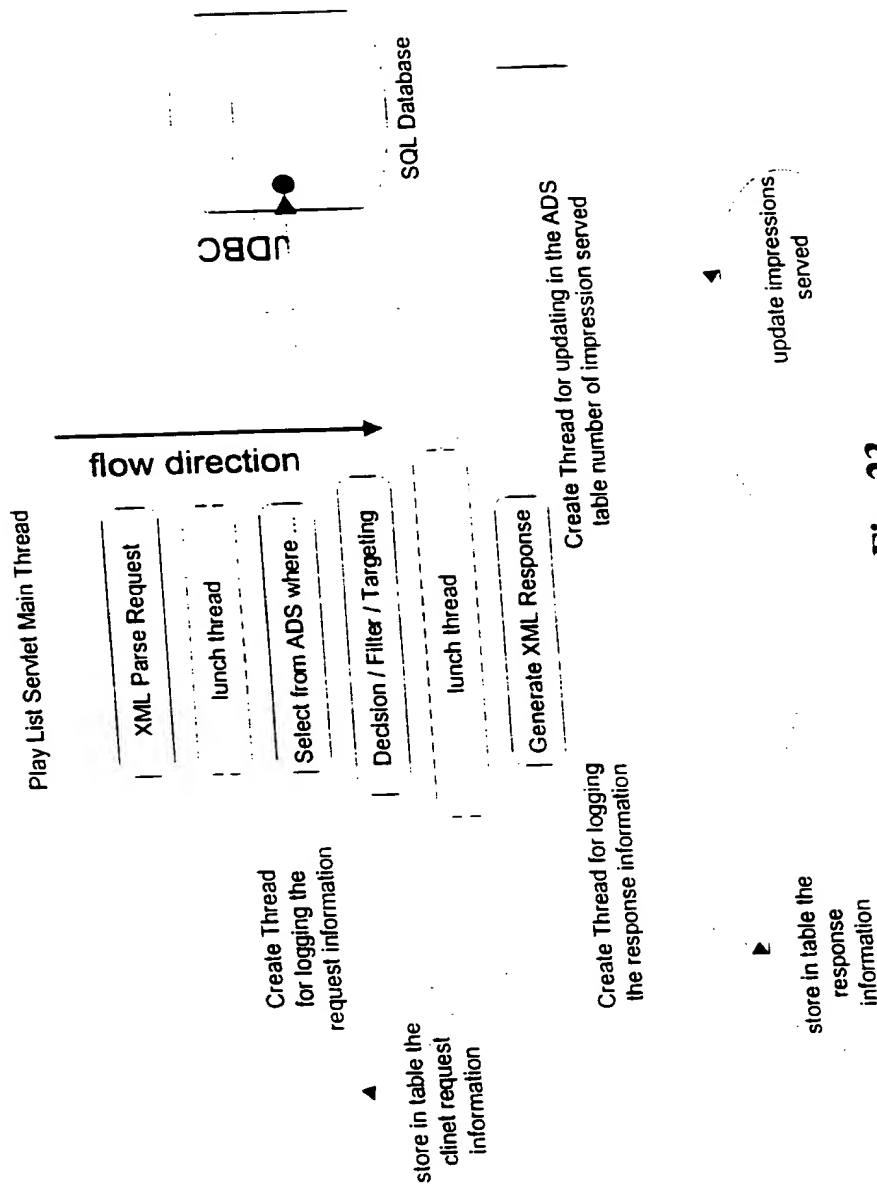 Play List Servlet Main Thread
flow direction
XML Parse Request
lunch thread
Select from ADS where ...
Decision / Filter / Targeting
lunch thread
Generate XML Response
JDBC
SQL Database
Create Thread
for logging the
request information
store in table the
clinet request
information
Create Thread for logging
the response information
store in table the
response
information
Create Thread for updating in the ADS
table number of impression served
update impressions
served